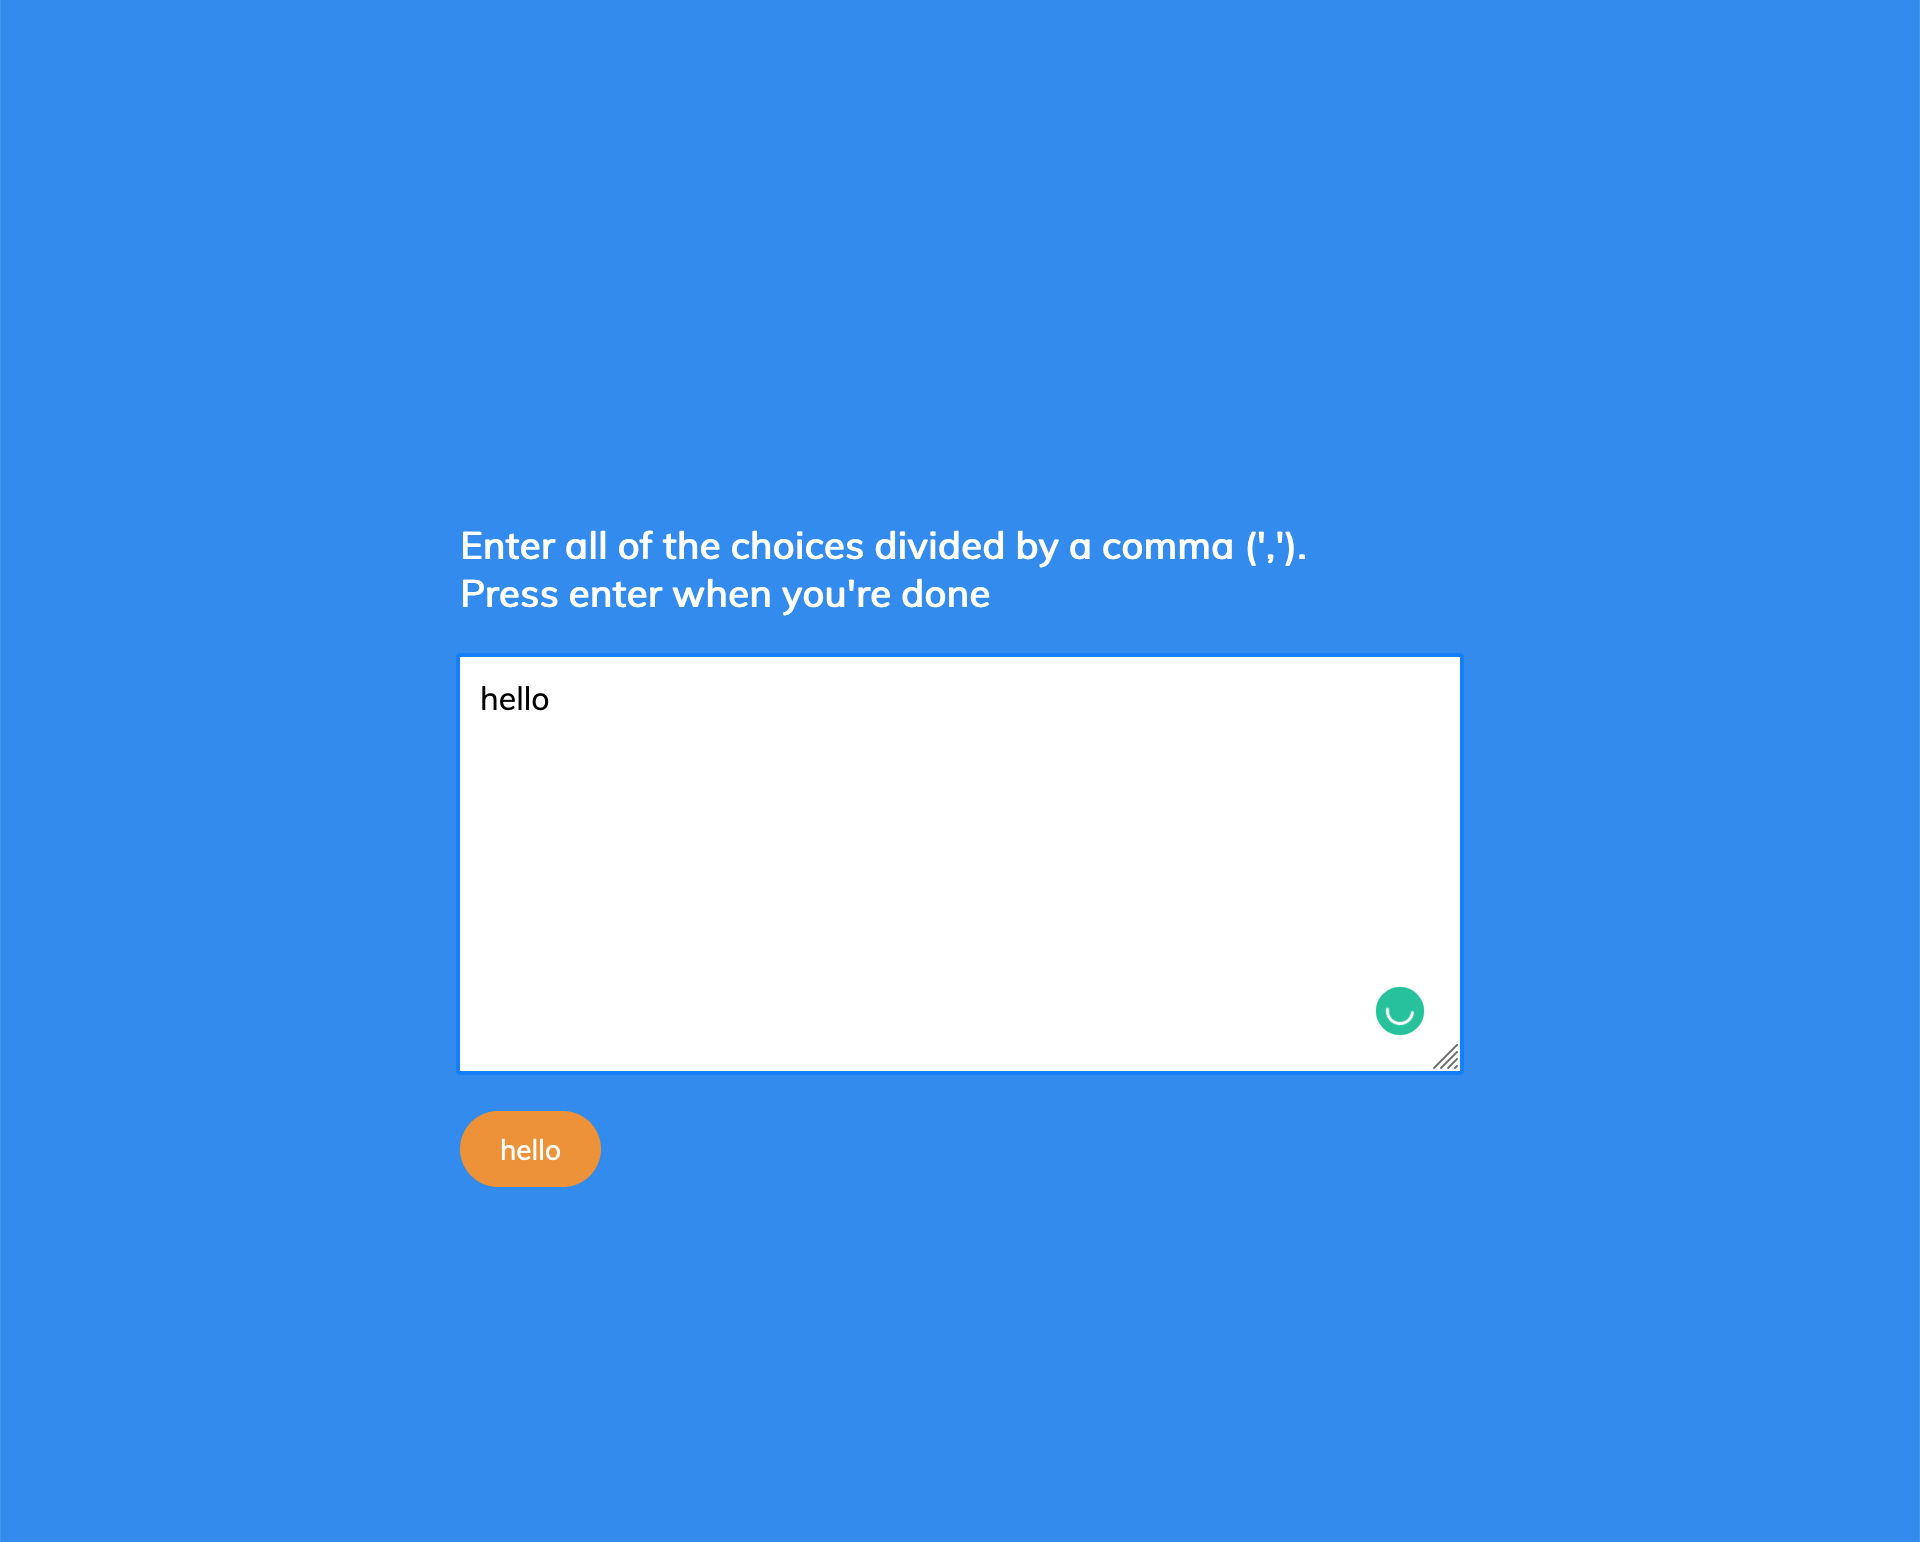 Enter all of the choices divided by a comma (',').
Press enter when you're done
hello
hello